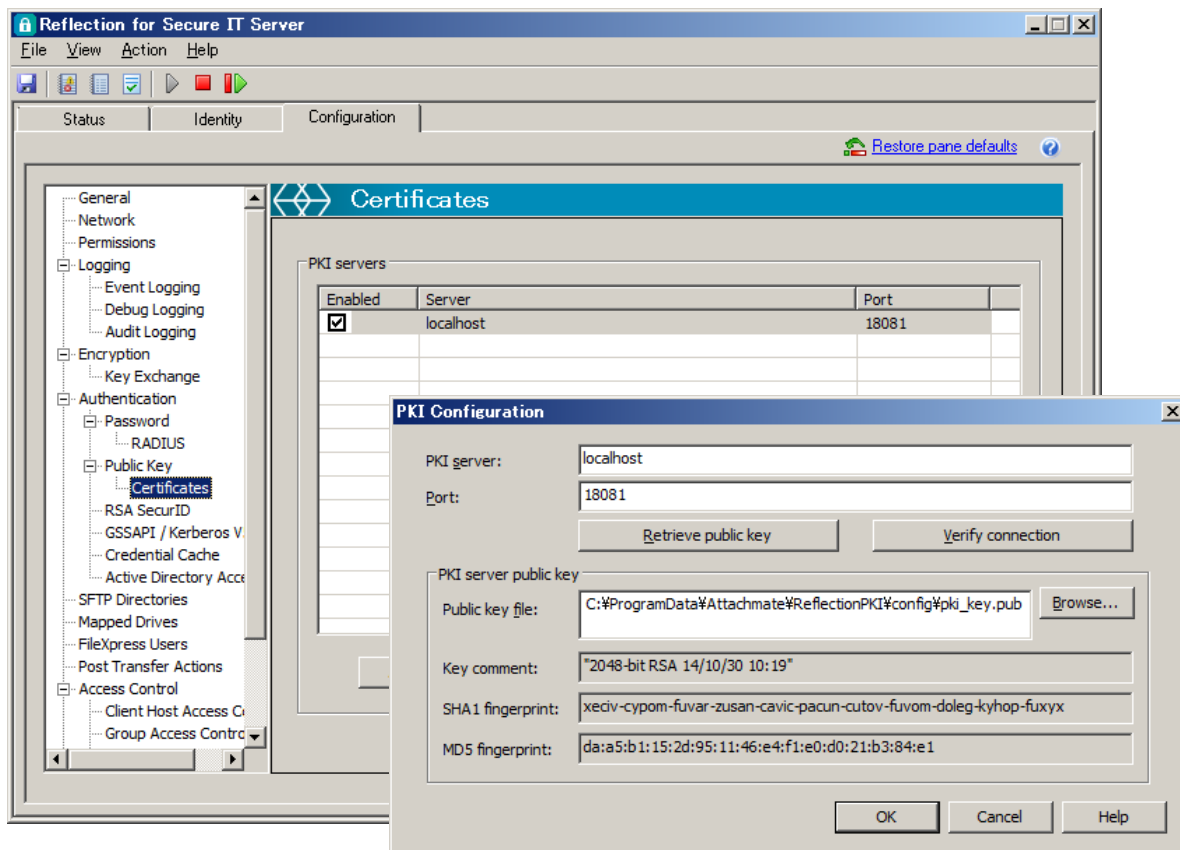 Reflection for Secure IT Server
File View Action Help
Status Identity Configuration
Restore pane defaults
General
Network
Permissions
Logging
Event Logging
Debug Logging
Audit Logging
Encryption
Key Exchange
Authentication
Password
RADIUS
Public Key
Certificates
RSA SecurID
GSSAPI / Kerberos V
Credential Cache
Active Directory Acce
SFTP Directories
Mapped Drives
FileXpress Users
Post Transfer Actions
Access Control
Client Host Access Co
Group Access Contro
Certificates
PKI servers
Enabled Server Port
localhost 18081
PKI Configuration
PKI server: localhost
Port: 18081
Retrieve public key Verify connection
PKI server public key
Public key file: C:¥ProgramData¥Attachmate¥ReflectionPKI¥config¥pki_key.pub Browse...
Key comment: "2048-bit RSA 14/10/30 10:19"
SHA1 fingerprint: xeciv-cypom-fuvar-zusan-cavic-pacun-cutov-fuvom-doleg-kyhop-fuxyx
MD5 fingerprint: da:a5:b1:15:2d:95:11:46:e4:f1:e0:d0:21:b3:84:e1
OK Cancel Help